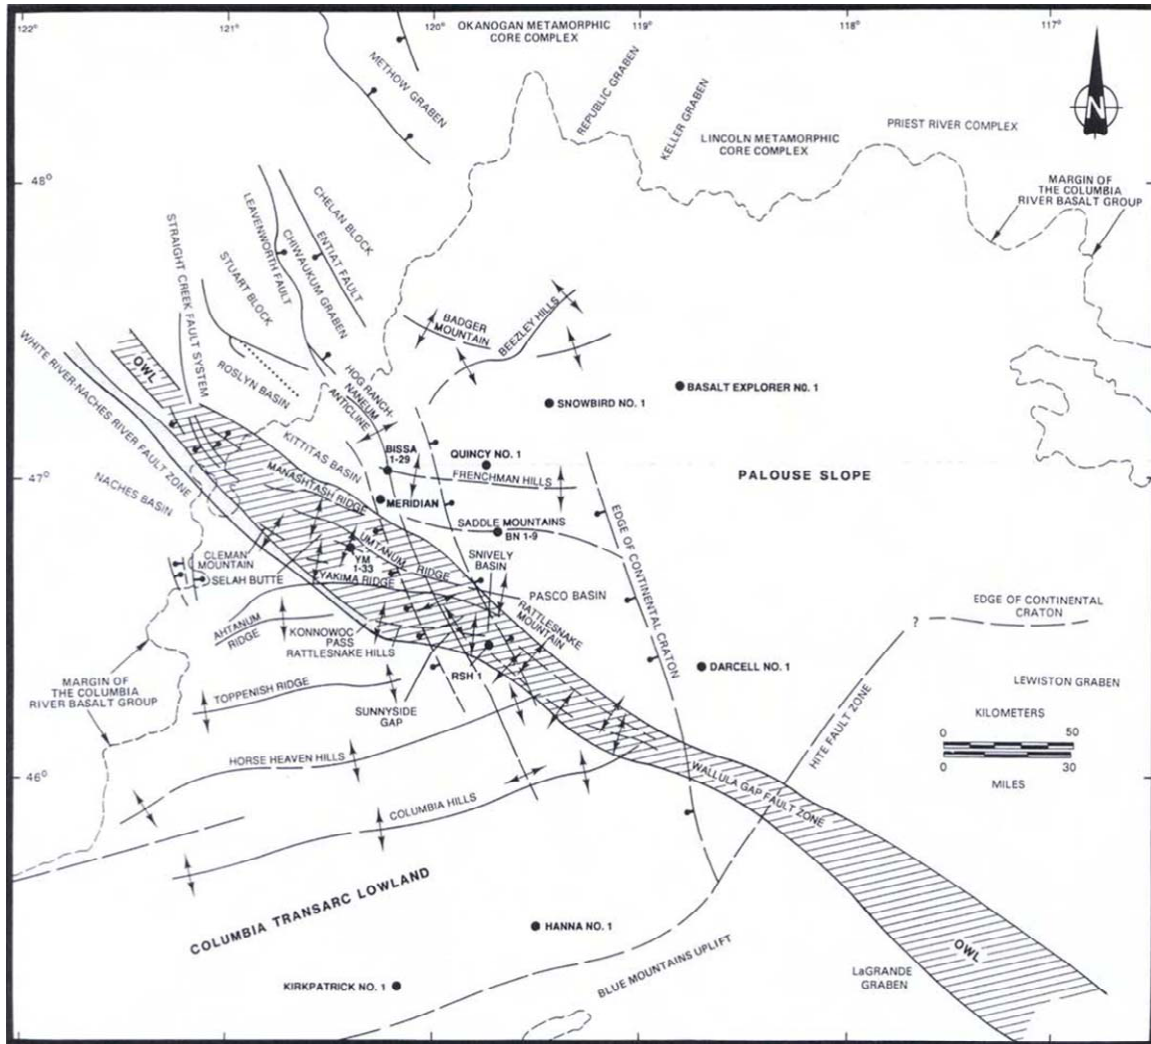 122°
121°
120°
119°
118°
117°
OKANOGAN METAMORPHIC
CORE COMPLEX
METHOW GRABEN
REPUBLIC GRABEN
KELLER GRABEN
LINCOLN METAMORPHIC
CORE COMPLEX
PRIEST RIVER COMPLEX
N
48°
MARGIN OF
THE COLUMBIA
RIVER BASALT GROUP
STRAIGHT CREEK FAULT SYSTEM
STUART BLOCK
LEAVENWORTH FAULT
CHIWAUKUM GRABEN
ENTIAT FAULT
CHELAN BLOCK
BADGER
MOUNTAIN
BEEZLEY HILLS
WHITE RIVER-NACHES RIVER FAULT ZONE
OWL
ROSLYN BASIN
HOG RANCH-
NANEUM
ANTICLINE
BASALT EXPLORER NO. 1
SNOWBIRD NO. 1
KITTITAS BASIN
BISSA
1-29
QUINCY NO. 1
FRENCHMAN HILLS
PALOUSE SLOPE
47°
NACHES BASIN
MANASHTASH RIDGE
MERIDIAN
SADDLE MOUNTAINS
BN 1-9
EDGE OF CONTINENTAL CRATON
CLEMAN
MOUNTAIN
SELAH BUTTE
UMTANUM RIDGE
YM
1-33
SNIVELY
BASIN
YAKIMA RIDGE
PASCO BASIN
RATTLESNAKE
MOUNTAIN
EDGE OF CONTINENTAL
CRATON
?
AHTANUM
RIDGE
KONNOWOC
PASS
RATTLESNAKE HILLS
RSH 1
DARCELL NO. 1
LEWISTON GRABEN
MARGIN OF
THE COLUMBIA
RIVER BASALT GROUP
TOPPENISH RIDGE
SUNNYSIDE
GAP
HITE FAULT ZONE
KILOMETERS
0 50
0 30
MILES
HORSE HEAVEN HILLS
46°
WALLULA GAP FAULT ZONE
COLUMBIA HILLS
COLUMBIA TRANSARC LOWLAND
HANNA NO. 1
BLUE MOUNTAINS UPLIFT
OWL
LaGRANDE
GRABEN
KIRKPATRICK NO. 1